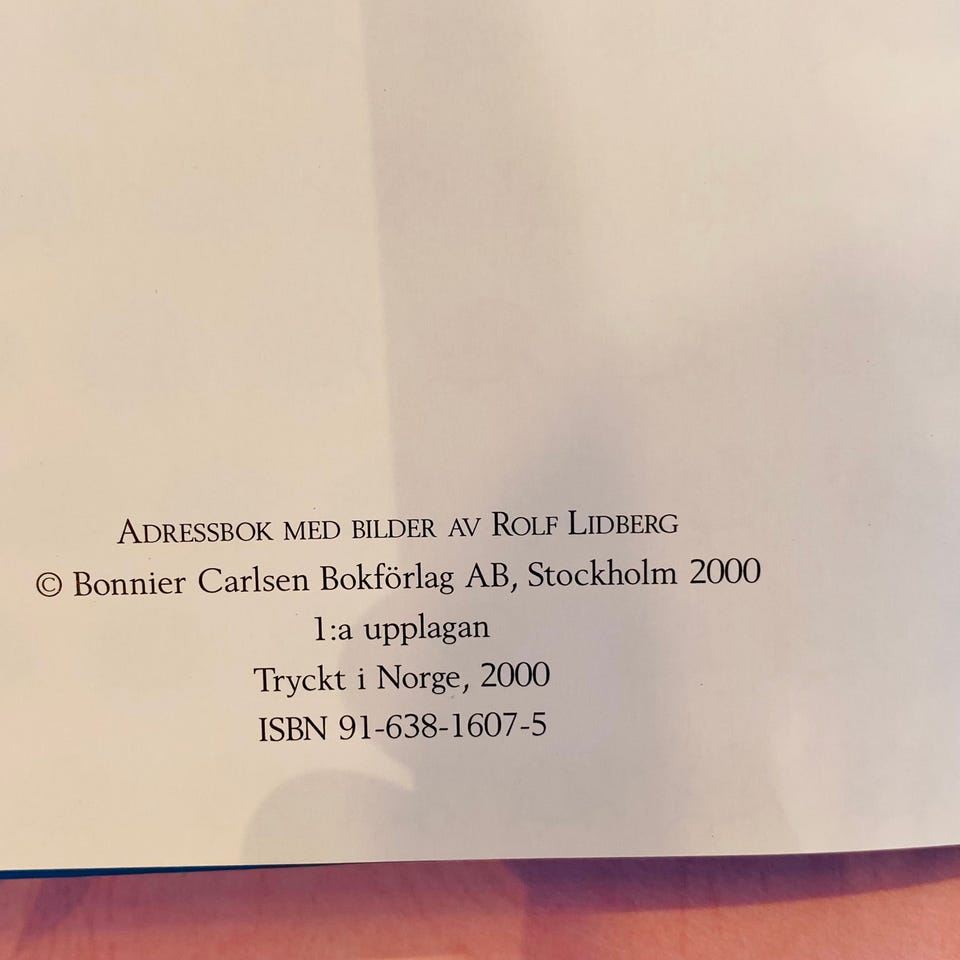 ADRESSBOK MED BILDER AV ROLF LIDBERG
© Bonnier Carlsen Bokförlag AB, Stockholm 2000
1:a upplagan
Tryckt i Norge, 2000
ISBN 91-638-1607-5